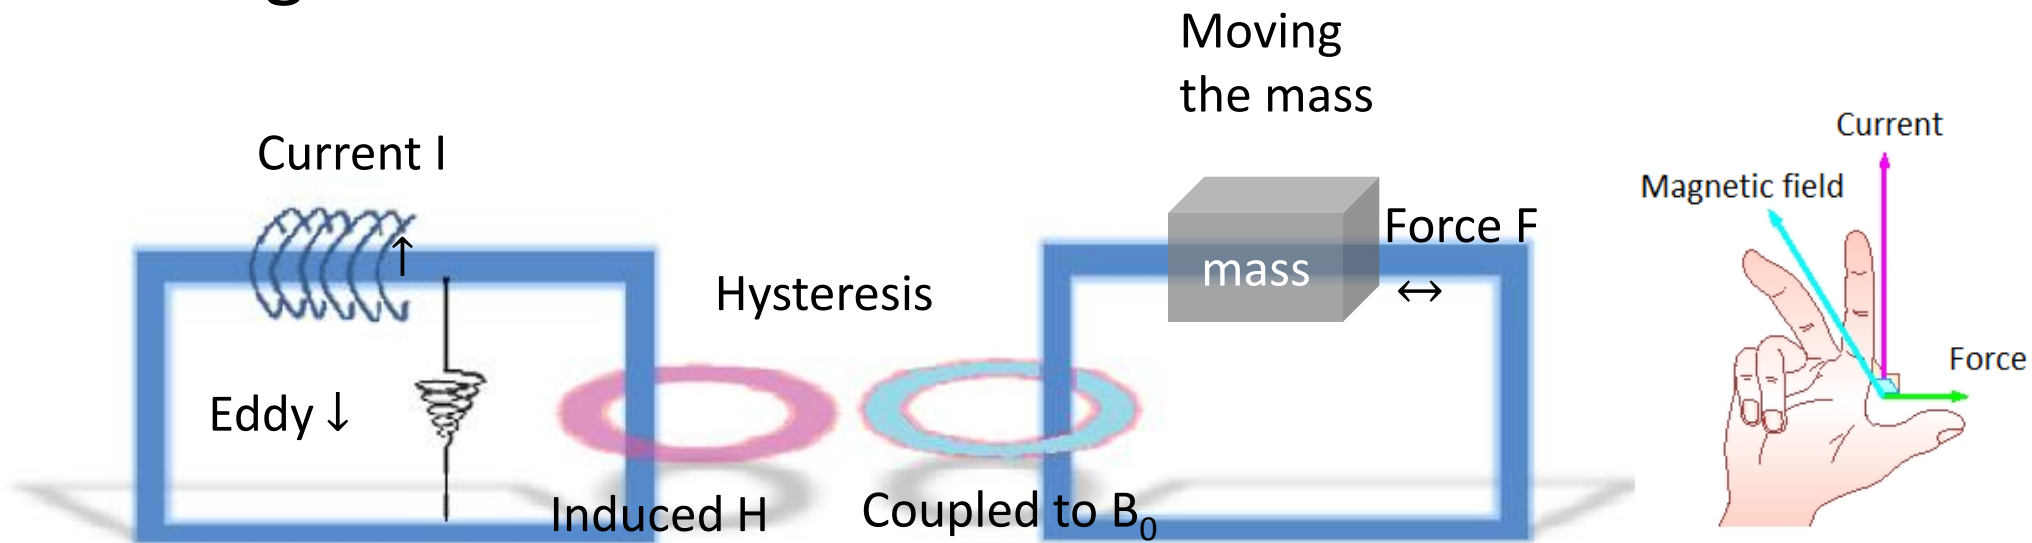 Moving
the mass
Current I
Current
Magnetic field
Force F
↑
mass
↔
Hysteresis
Force
Eddy ↓
Induced H
Coupled to B₀